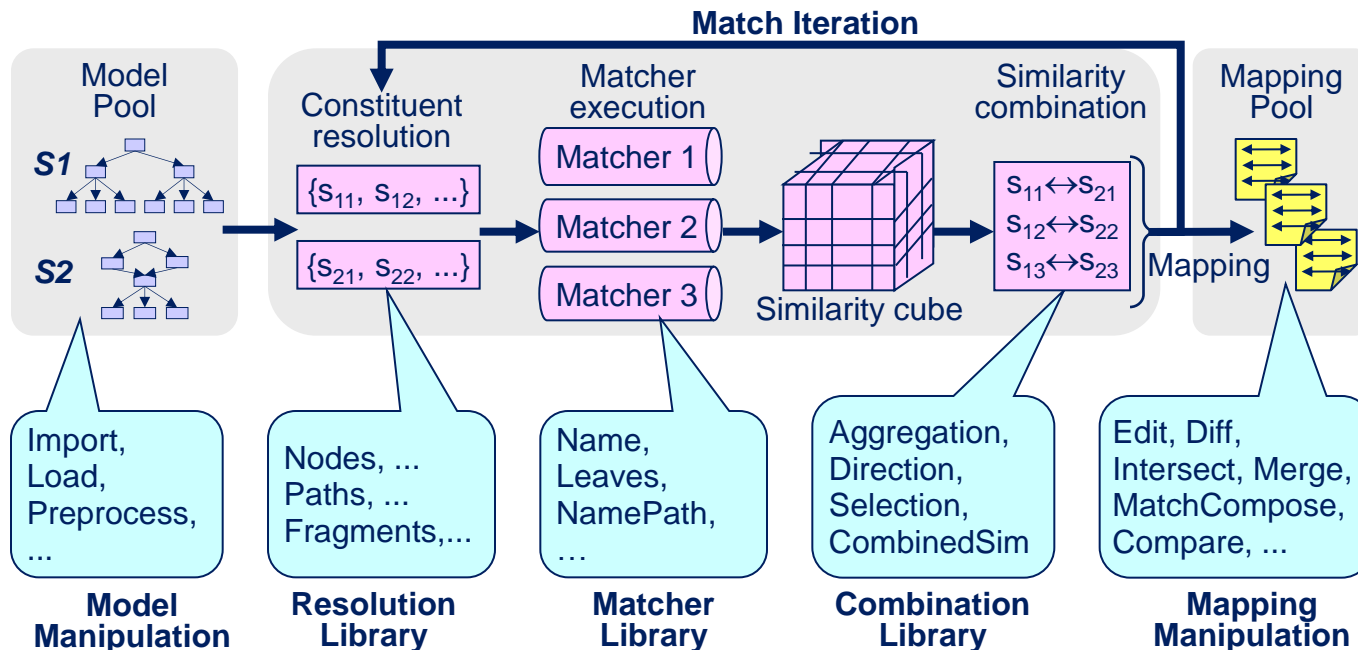 Match Iteration
Model
Pool
S1
S2
Constituent
resolution
{s11, s12, ...}
{s21, s22, ...}
Matcher
execution
Matcher 1
Matcher 2
Matcher 3
Similarity cube
Similarity
combination
s11↔s21
s12↔s22
s13↔s23
Mapping
Mapping
Pool
Import,
Load,
Preprocess,
...
Nodes, ...
Paths, ...
Fragments,...
Name,
Leaves,
NamePath,
…
Aggregation,
Direction,
Selection,
CombinedSim
Edit, Diff,
Intersect, Merge,
MatchCompose,
Compare, ...
Model
Manipulation
Resolution
Library
Matcher
Library
Combination
Library
Mapping
Manipulation